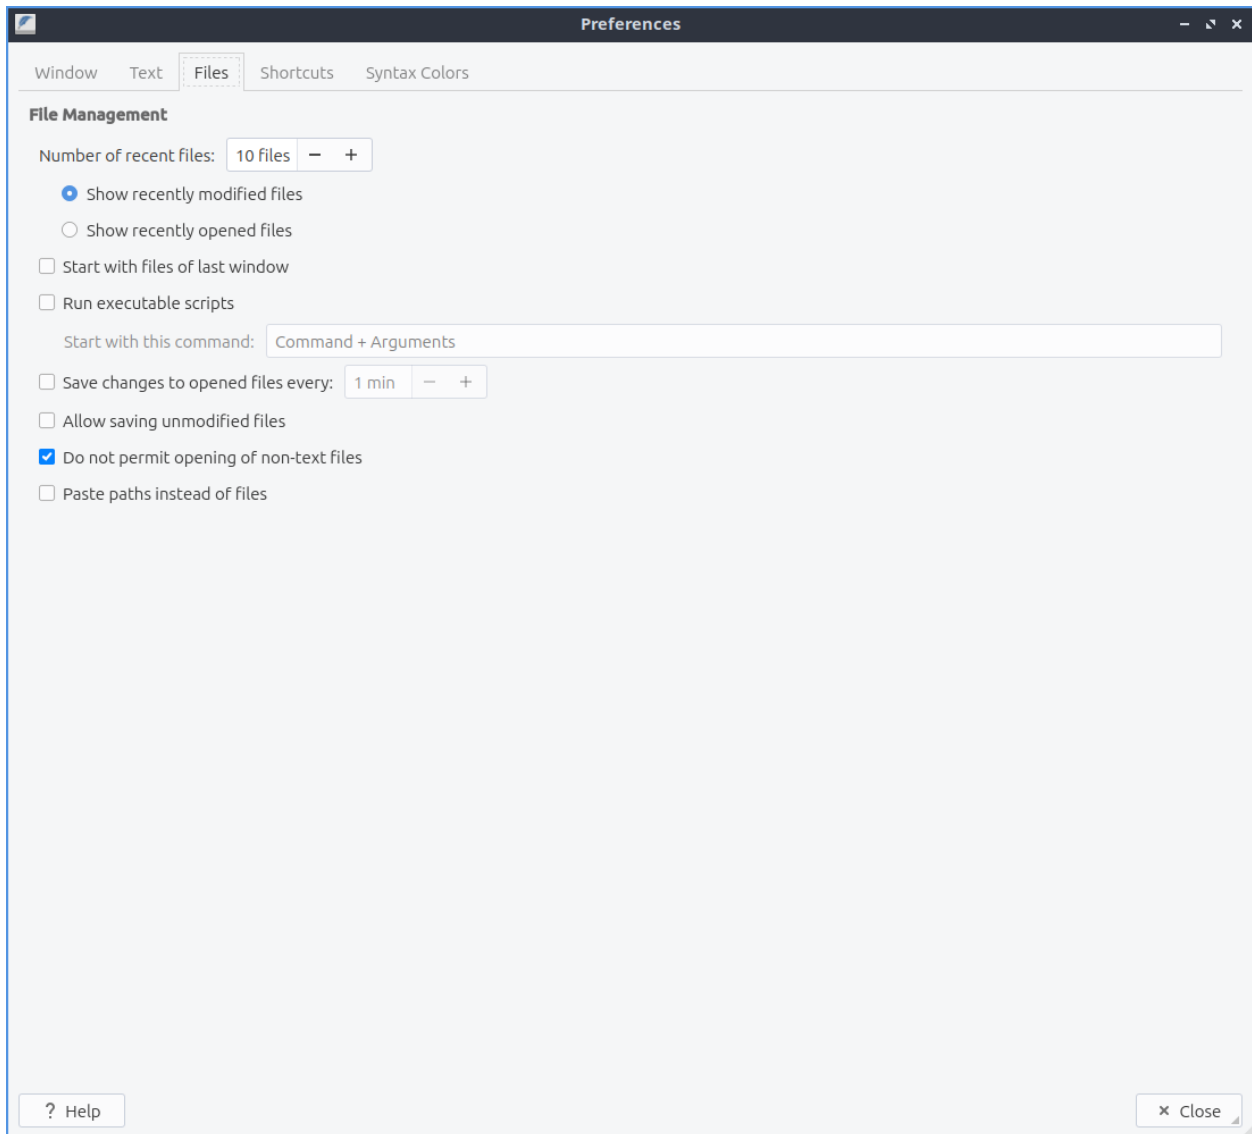 Preferences
Window Text Files Shortcuts Syntax Colors
File Management
Number of recent files: 10 files − +
Show recently modified files
Show recently opened files
Start with files of last window
Run executable scripts
Start with this command: Command + Arguments
Save changes to opened files every: 1 min − +
Allow saving unmodified files
Do not permit opening of non-text files
Paste paths instead of files
? Help × Close